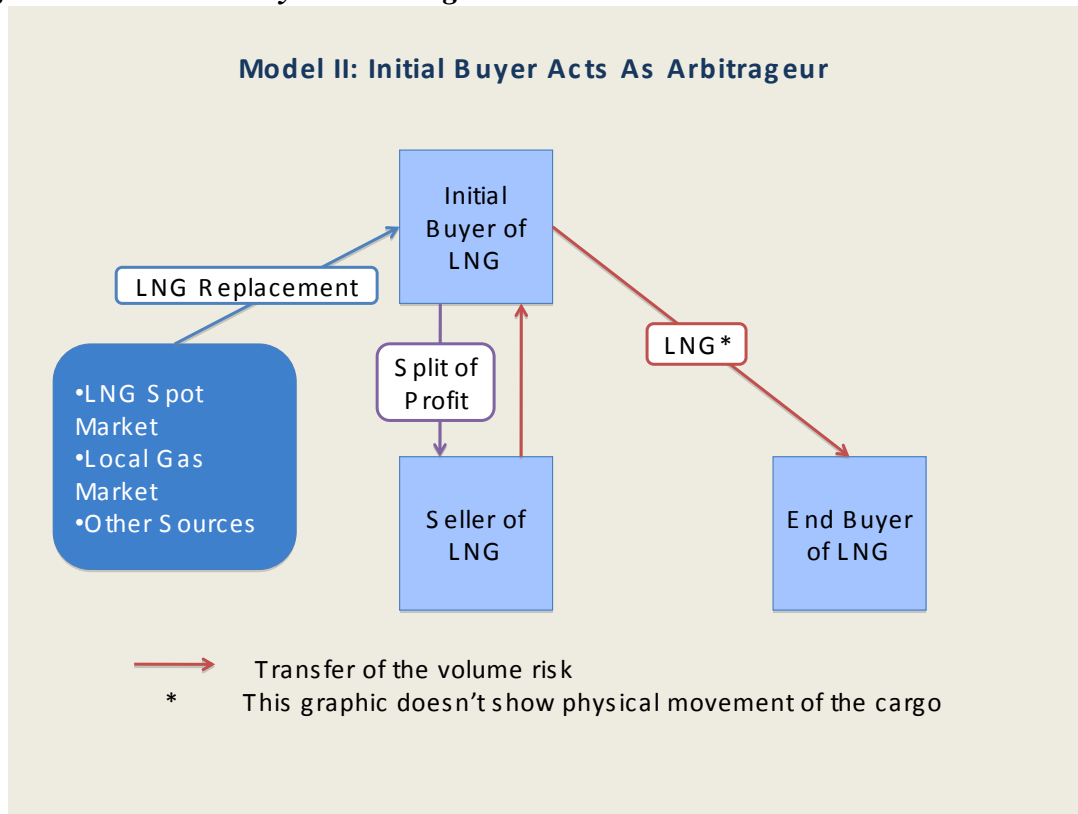 Model II: Initial Buyer Acts As Arbitrageur
Initial
Buyer of
LNG
LNG Replacement
LNG*
Split of
Profit
•LNG Spot
Market
•Local Gas
Market
•Other Sources
Seller of
LNG
End Buyer
of LNG
Transfer of the volume risk
* This graphic doesn't show physical movement of the cargo